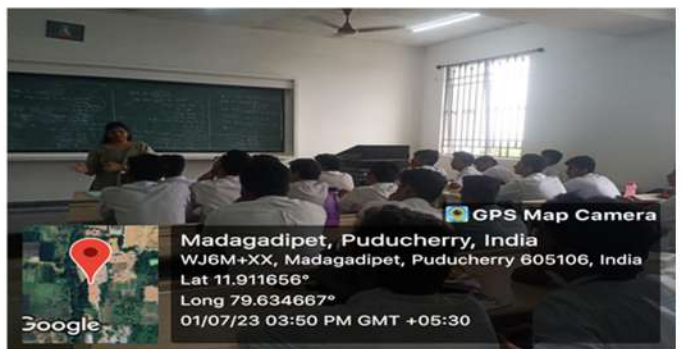 GPS Map Camera
Madagadipet, Puducherry, India
WJ6M+XX, Madagadipet, Puducherry 605106, India
Lat 11.911656°
Long 79.634667°
01/07/23 03:50 PM GMT +05:30
Google